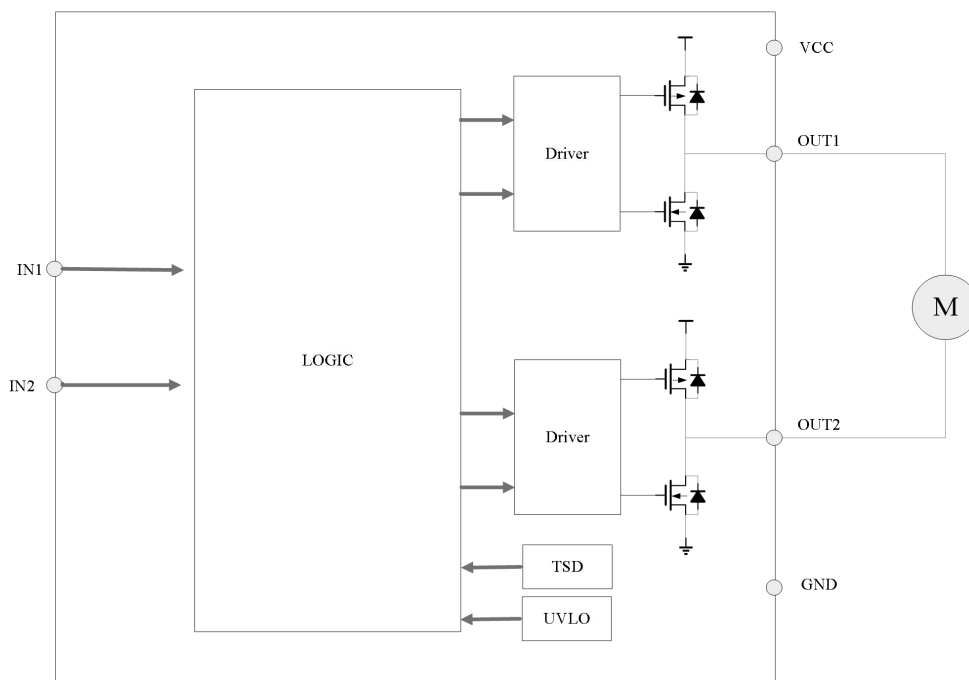 VCC
OUT1
Driver
IN1
M
LOGIC
IN2
OUT2
Driver
TSD
GND
UVLO